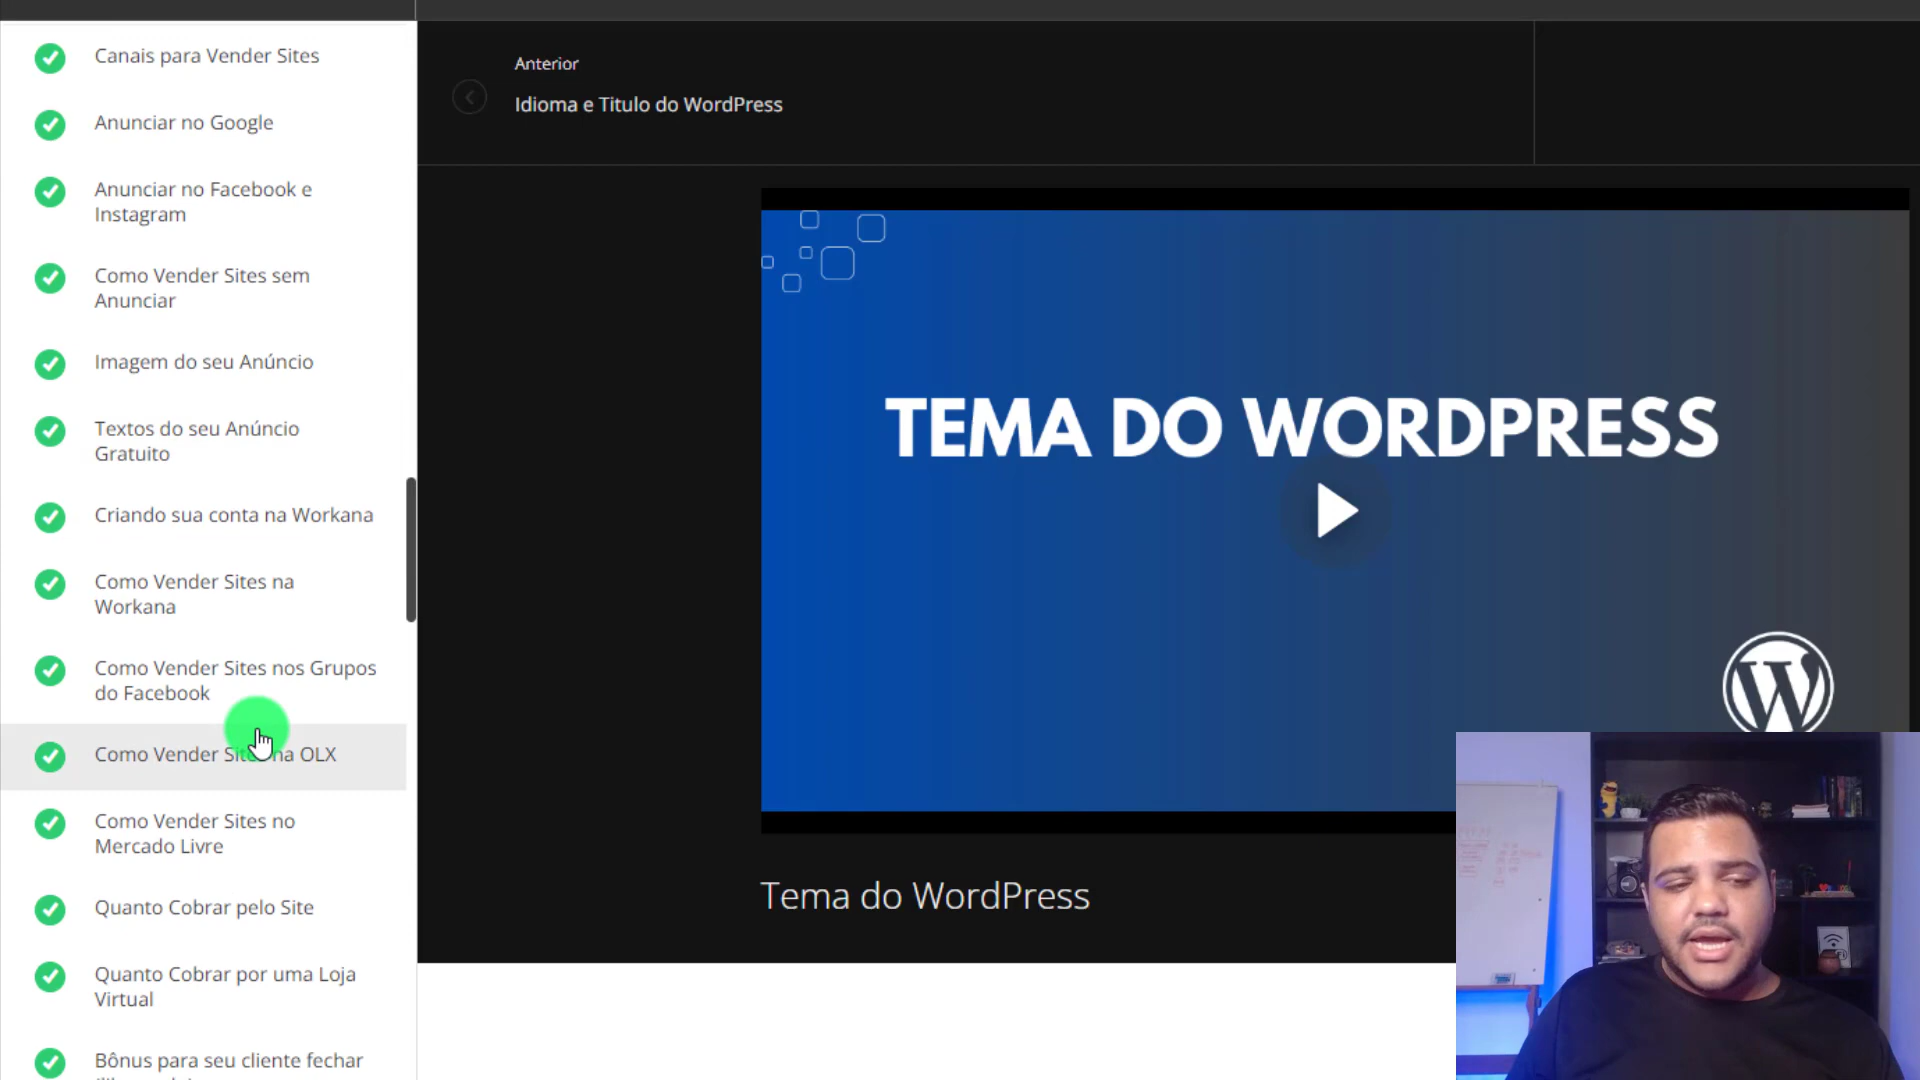 Canais para Vender Sites
Anunciar no Google
Anunciar no Facebook e
Instagram
Como Vender Sites sem
Anunciar
Imagem do seu Anúncio
Textos do seu Anúncio
Gratuito
Criando sua conta na Workana
Como Vender Sites na
Workana
Como Vender Sites nos Grupos
do Facebook
Como Vender Sites na OLX
Como Vender Sites no
Mercado Livre
Quanto Cobrar pelo Site
Quanto Cobrar por uma Loja
Virtual
Bônus para seu cliente fechar
Anterior
Idioma e Titulo do WordPress
TEMA DO WORDPRESS
Tema do WordPress